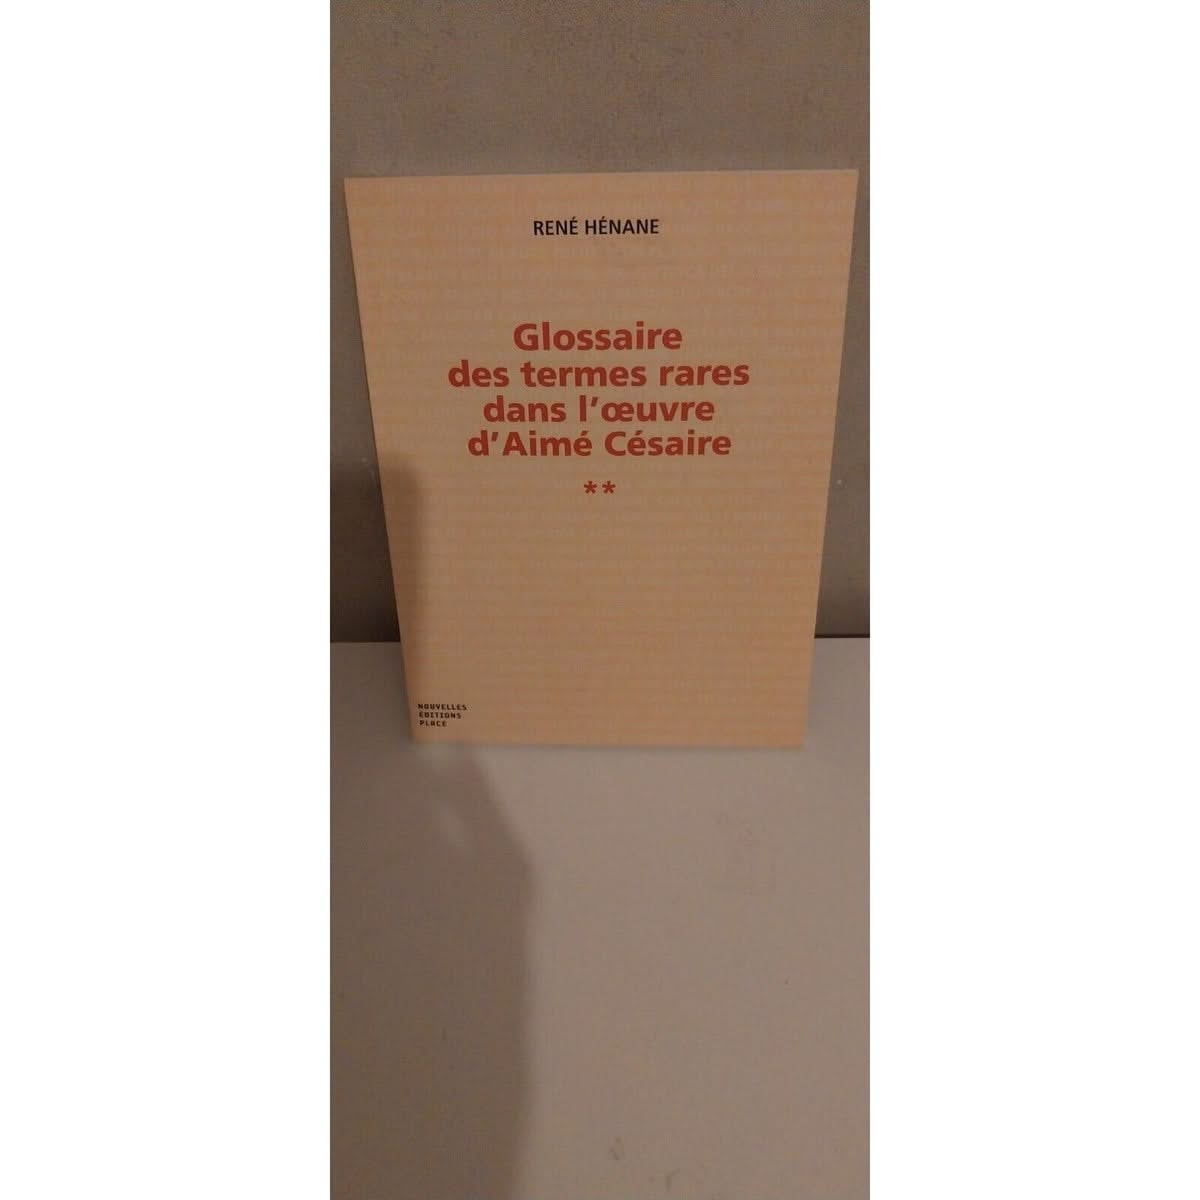 RENÉ HÉNANE
Glossaire
des termes rares
dans l'œuvre
d'Aimé Césaire
**
NOUVELLES
ÉDITIONS
PLACE